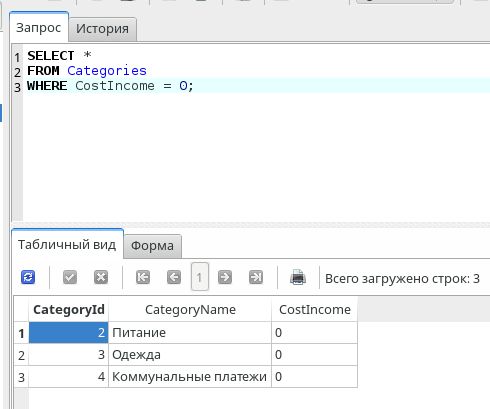 Запрос История
1 SELECT *
2 FROM Categories
3 WHERE CostIncome = 0;
Табличный вид Форма
1 Всего загружено строк: 3
CategoryId CategoryName CostIncome
1 2 Питание 0
2 3 Одежда 0
3 4 Коммунальные платежи 0